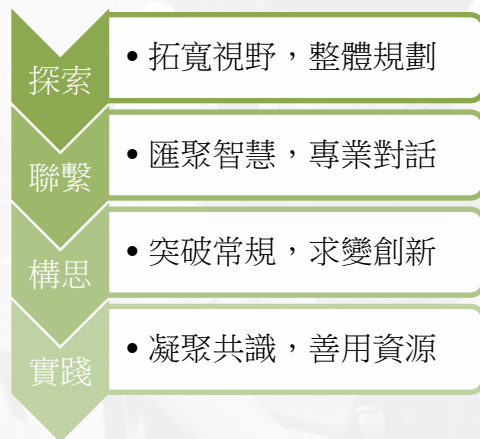 探索
• 拓寬視野，整體規劃
聯繫
• 匯聚智慧，專業對話
構思
• 突破常規，求變創新
實踐
• 凝聚共識，善用資源